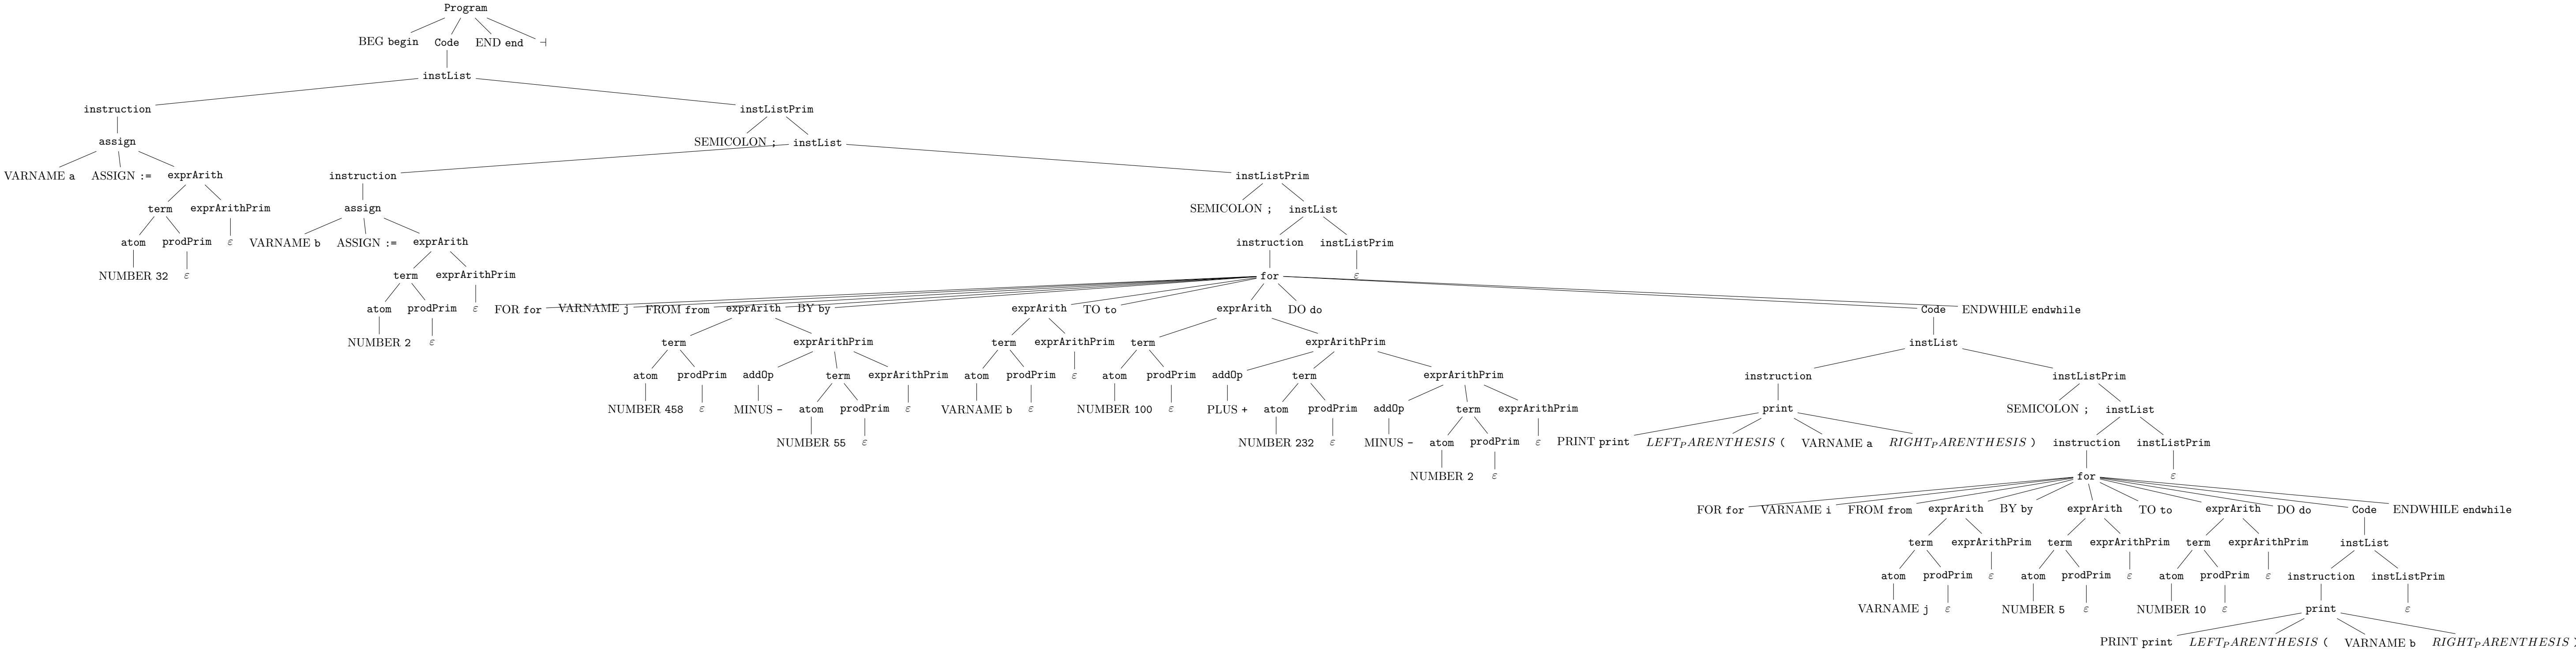 Program
BEG begin Code END end ⊣
instList
instruction instListPrim
assign SEMICOLON ; instList
VARNAME a ASSIGN := exprArith instruction instListPrim
term exprArithPrim assign SEMICOLON ; instList
atom prodPrim ε VARNAME b ASSIGN := exprArith instruction instListPrim
NUMBER 32 ε term exprArithPrim for ε
atom prodPrim ε FOR for VARNAME j FROM from exprArith BY by exprArith TO to exprArith DO do Code ENDWHILE endwhile
NUMBER 2 ε term exprArithPrim term exprArithPrim term exprArithPrim instList
atom prodPrim addOp term exprArithPrim atom prodPrim ε atom prodPrim addOp term exprArithPrim instruction instListPrim
NUMBER 458 ε MINUS - atom prodPrim ε VARNAME b ε NUMBER 100 ε PLUS + atom prodPrim addOp term exprArithPrim print SEMICOLON ; instList
NUMBER 55 ε NUMBER 232 ε MINUS - atom prodPrim ε PRINT print LEFT_PARENTHESIS ( VARNAME a RIGHT_PARENTHESIS ) instruction instListPrim
NUMBER 2 ε for ε
FOR for VARNAME i FROM from exprArith BY by exprArith TO to exprArith DO do Code ENDWHILE endwhile
term exprArithPrim term exprArithPrim term exprArithPrim instList
atom prodPrim ε atom prodPrim ε atom prodPrim ε instruction instListPrim
VARNAME j ε NUMBER 5 ε NUMBER 10 ε print ε
PRINT print LEFT_PARENTHESIS ( VARNAME b RIGHT_PARENTHESIS )